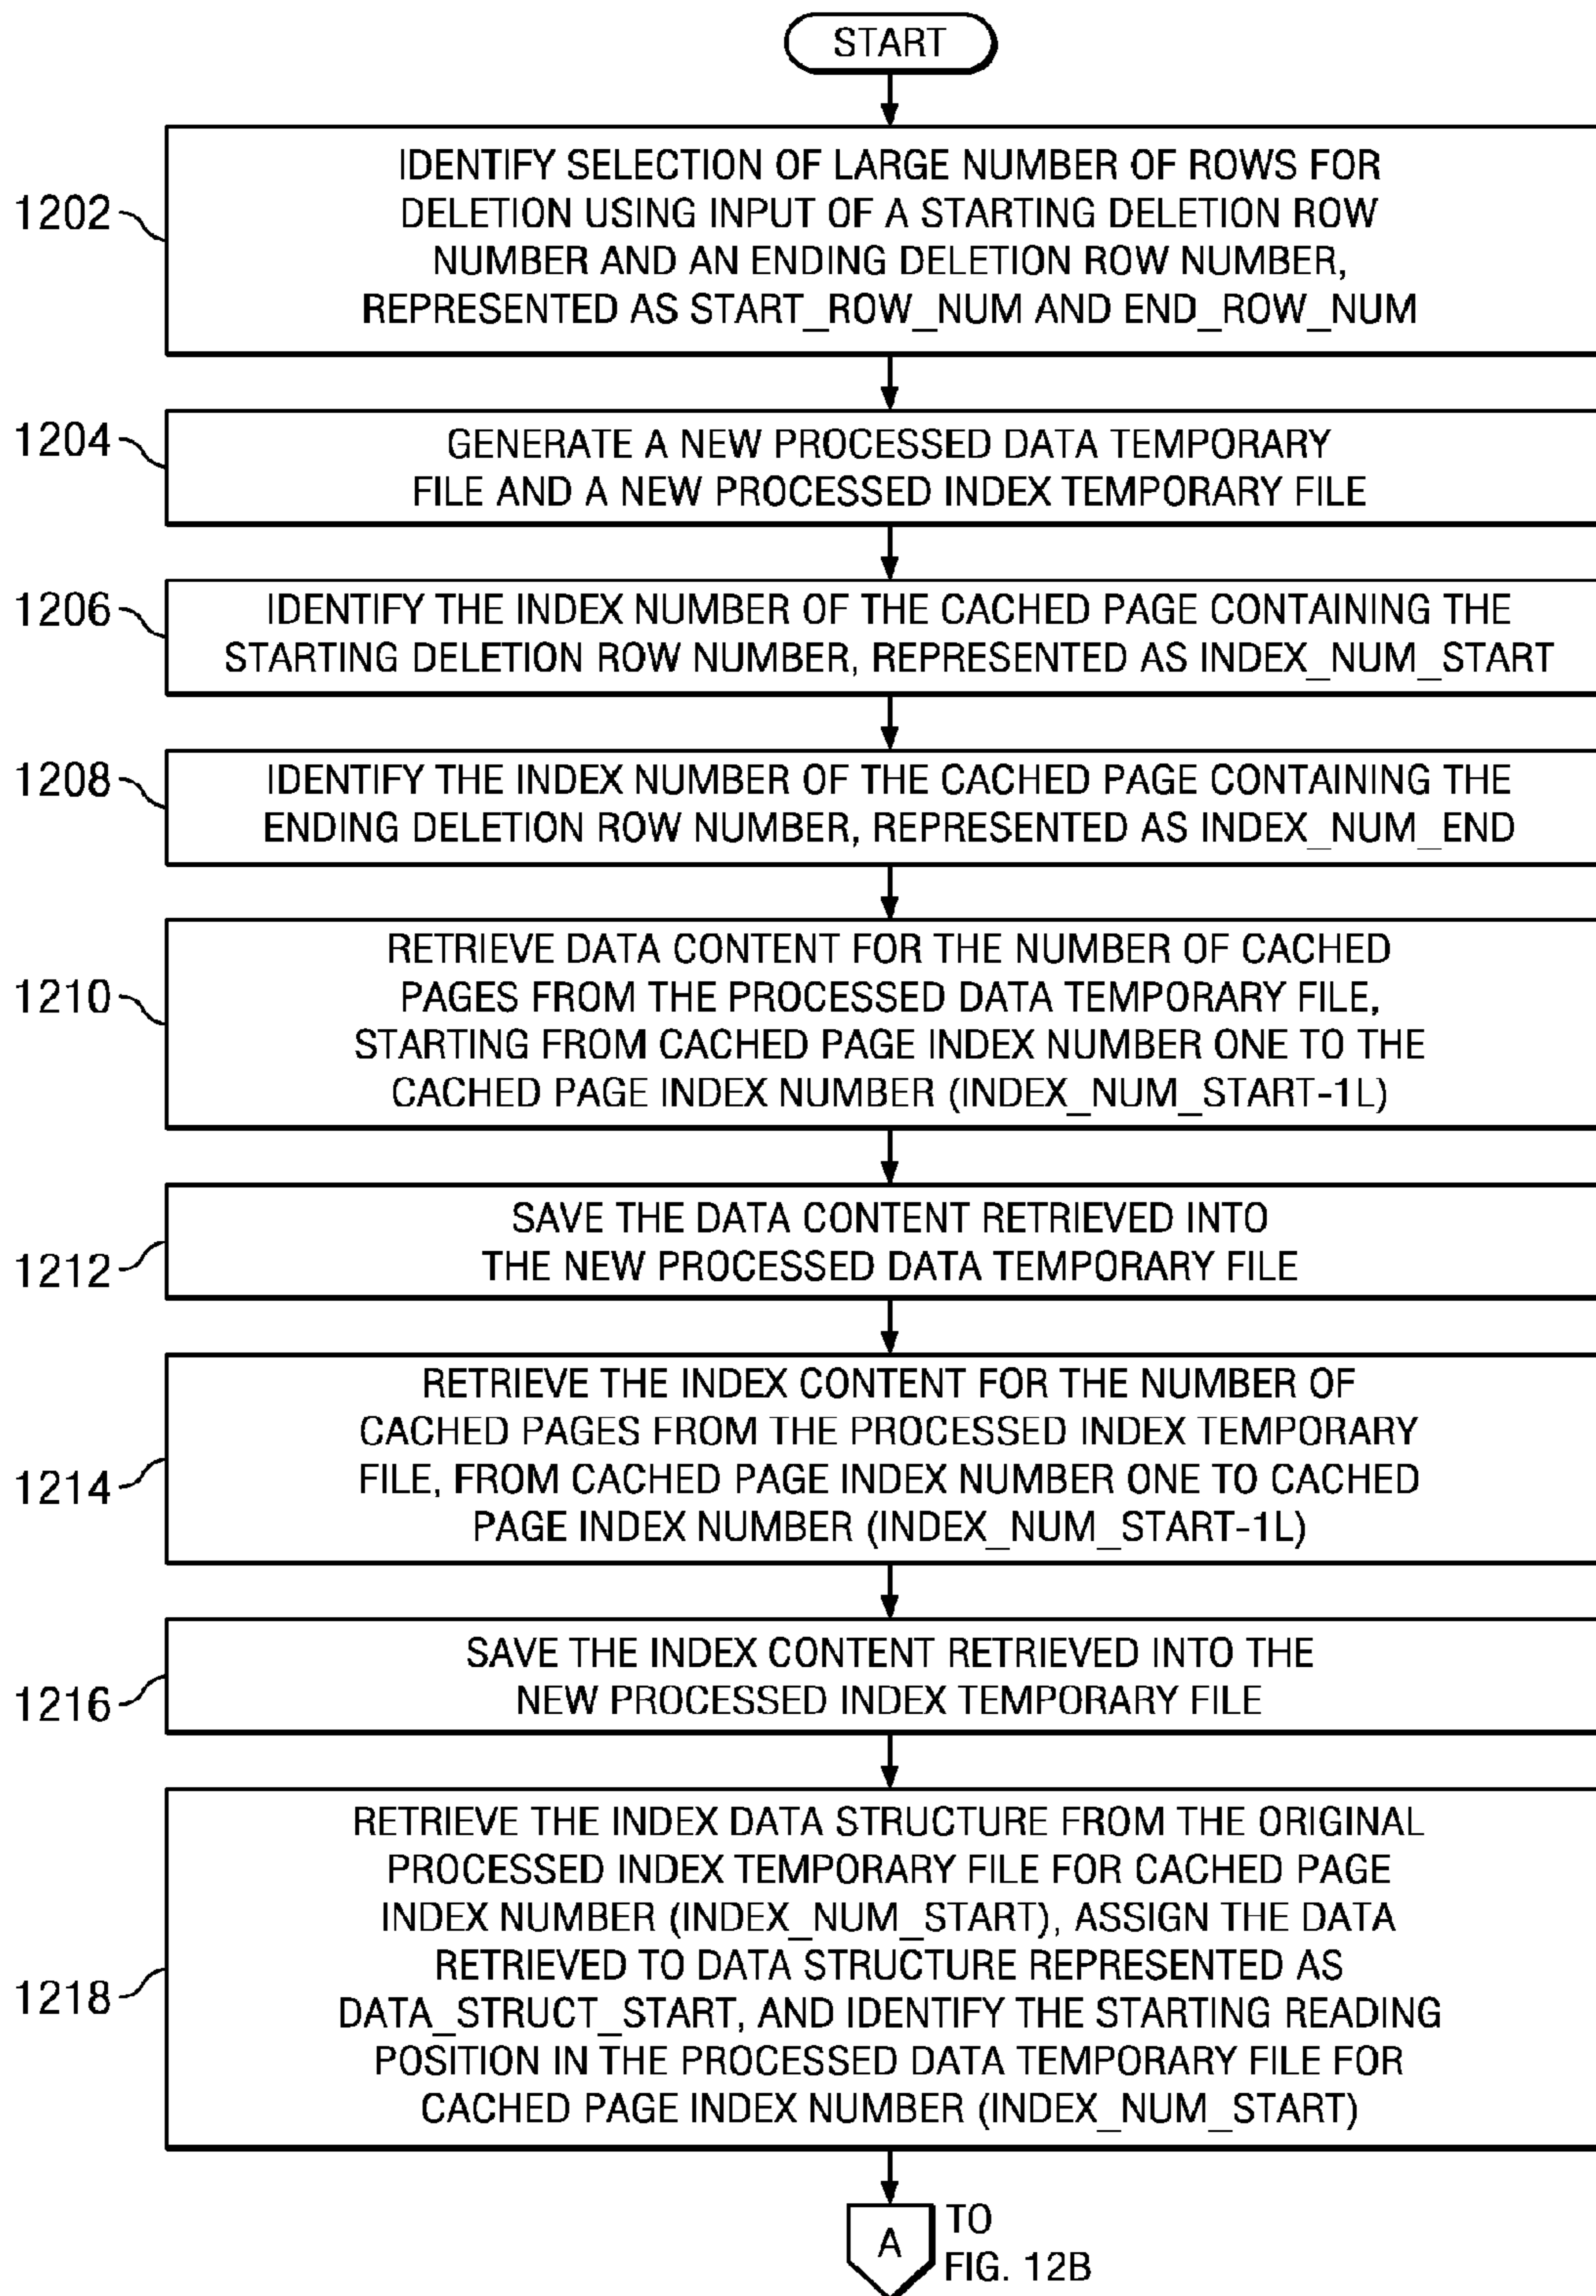 START
1202
IDENTIFY SELECTION OF LARGE NUMBER OF ROWS FOR
DELETION USING INPUT OF A STARTING DELETION ROW
NUMBER AND AN ENDING DELETION ROW NUMBER,
REPRESENTED AS START_ROW_NUM AND END_ROW_NUM
1204
GENERATE A NEW PROCESSED DATA TEMPORARY
FILE AND A NEW PROCESSED INDEX TEMPORARY FILE
1206
IDENTIFY THE INDEX NUMBER OF THE CACHED PAGE CONTAINING THE
STARTING DELETION ROW NUMBER, REPRESENTED AS INDEX_NUM_START
1208
IDENTIFY THE INDEX NUMBER OF THE CACHED PAGE CONTAINING THE
ENDING DELETION ROW NUMBER, REPRESENTED AS INDEX_NUM_END
1210
RETRIEVE DATA CONTENT FOR THE NUMBER OF CACHED
PAGES FROM THE PROCESSED DATA TEMPORARY FILE,
STARTING FROM CACHED PAGE INDEX NUMBER ONE TO THE
CACHED PAGE INDEX NUMBER (INDEX_NUM_START-1L)
1212
SAVE THE DATA CONTENT RETRIEVED INTO
THE NEW PROCESSED DATA TEMPORARY FILE
1214
RETRIEVE THE INDEX CONTENT FOR THE NUMBER OF
CACHED PAGES FROM THE PROCESSED INDEX TEMPORARY
FILE, FROM CACHED PAGE INDEX NUMBER ONE TO CACHED
PAGE INDEX NUMBER (INDEX_NUM_START-1L)
1216
SAVE THE INDEX CONTENT RETRIEVED INTO THE
NEW PROCESSED INDEX TEMPORARY FILE
1218
RETRIEVE THE INDEX DATA STRUCTURE FROM THE ORIGINAL
PROCESSED INDEX TEMPORARY FILE FOR CACHED PAGE
INDEX NUMBER (INDEX_NUM_START), ASSIGN THE DATA
RETRIEVED TO DATA STRUCTURE REPRESENTED AS
DATA_STRUCT_START, AND IDENTIFY THE STARTING READING
POSITION IN THE PROCESSED DATA TEMPORARY FILE FOR
CACHED PAGE INDEX NUMBER (INDEX_NUM_START)
A
TO
FIG. 12B